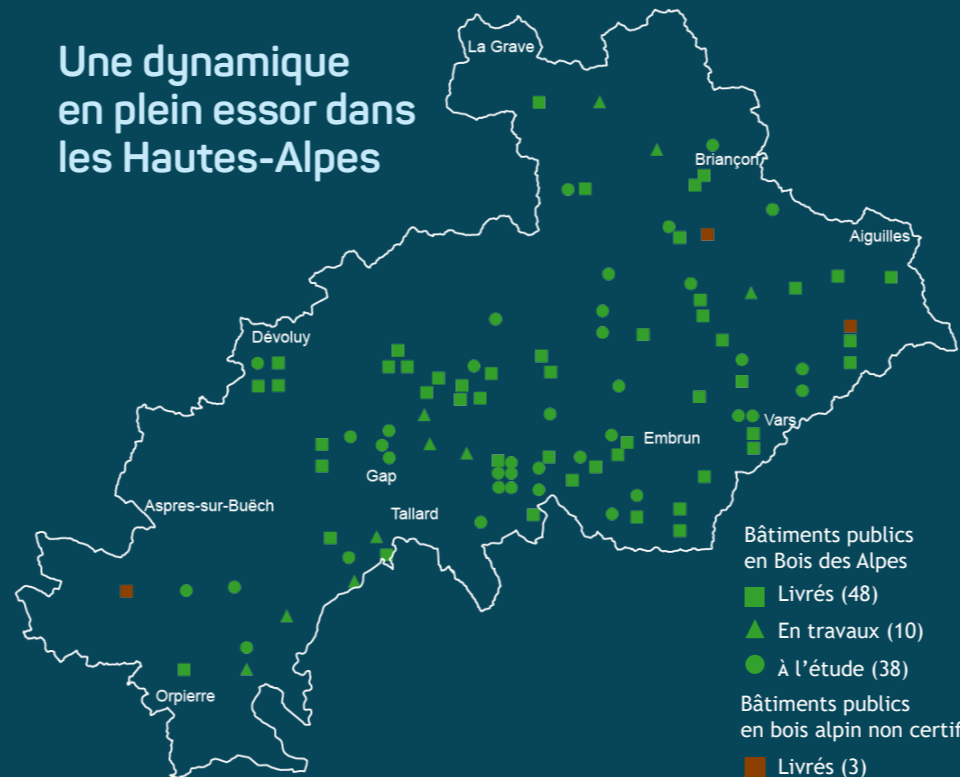 Une dynamique
en plein essor dans
les Hautes-Alpes
La Grave
Briançon
Aiguilles
Dévoluy
Vars
Embrun
Gap
Aspres-sur-Buëch
Tallard
Orpierre
Bâtiments publics
en Bois des Alpes
Livrés (48)
En travaux (10)
À l'étude (38)
Bâtiments publics
en bois alpin non certif
Livrés (3)